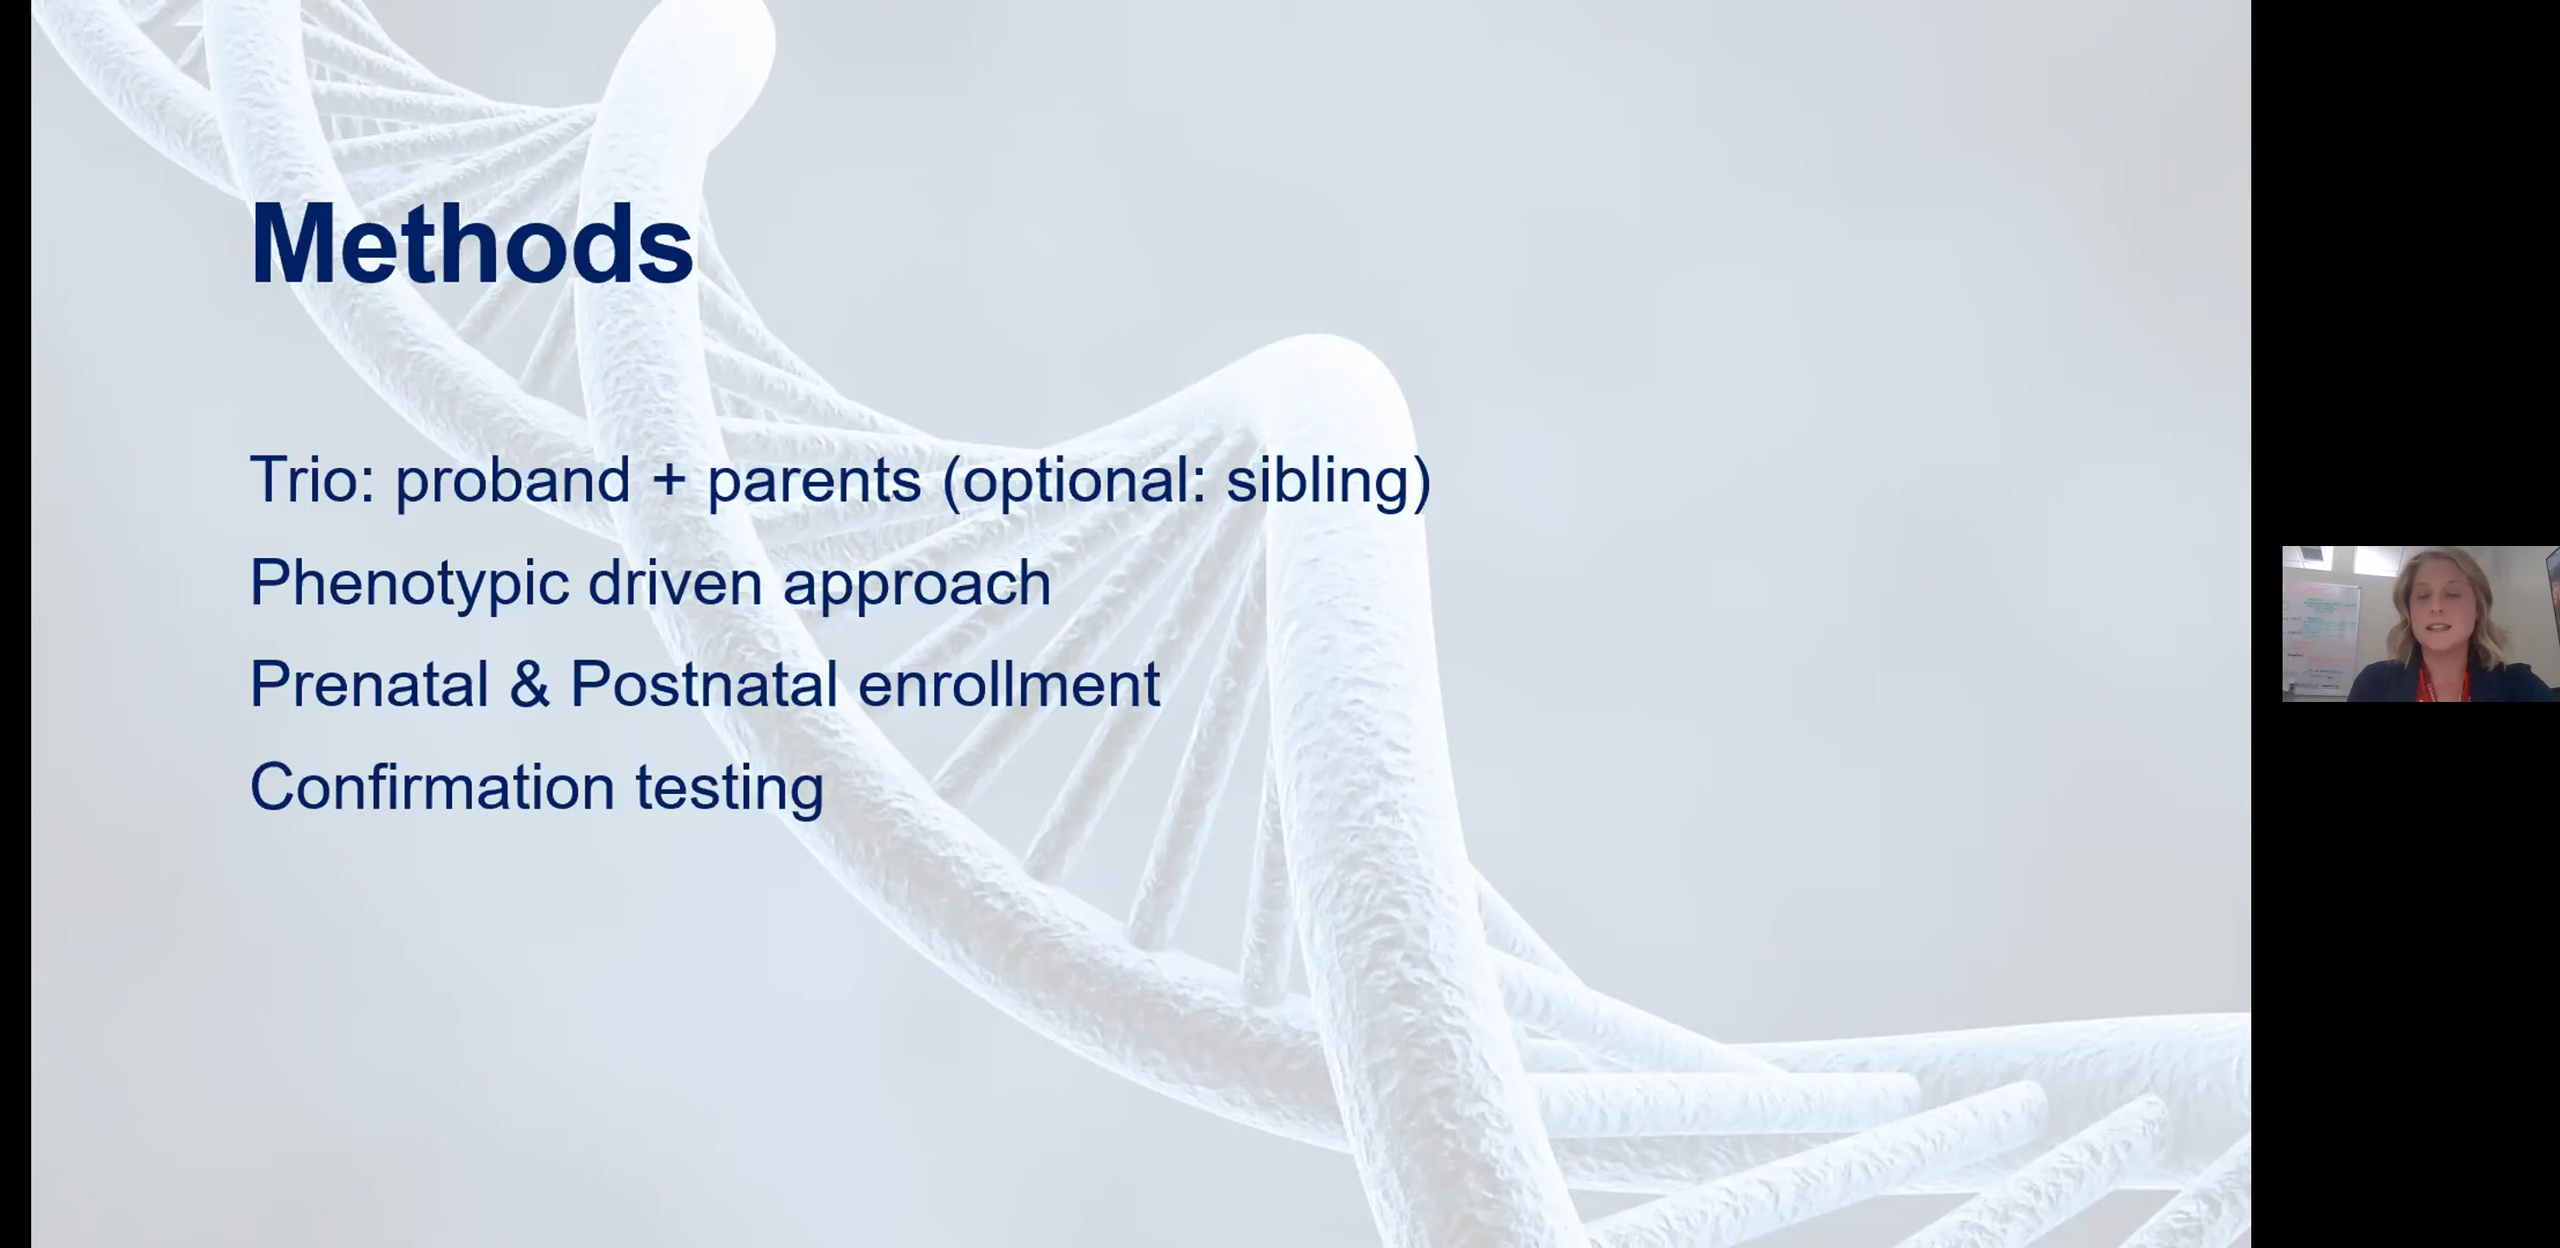 Methods
Trio: proband + parents (optional: sibling)
Phenotypic driven approach
Prenatal & Postnatal enrollment
Confirmation testing